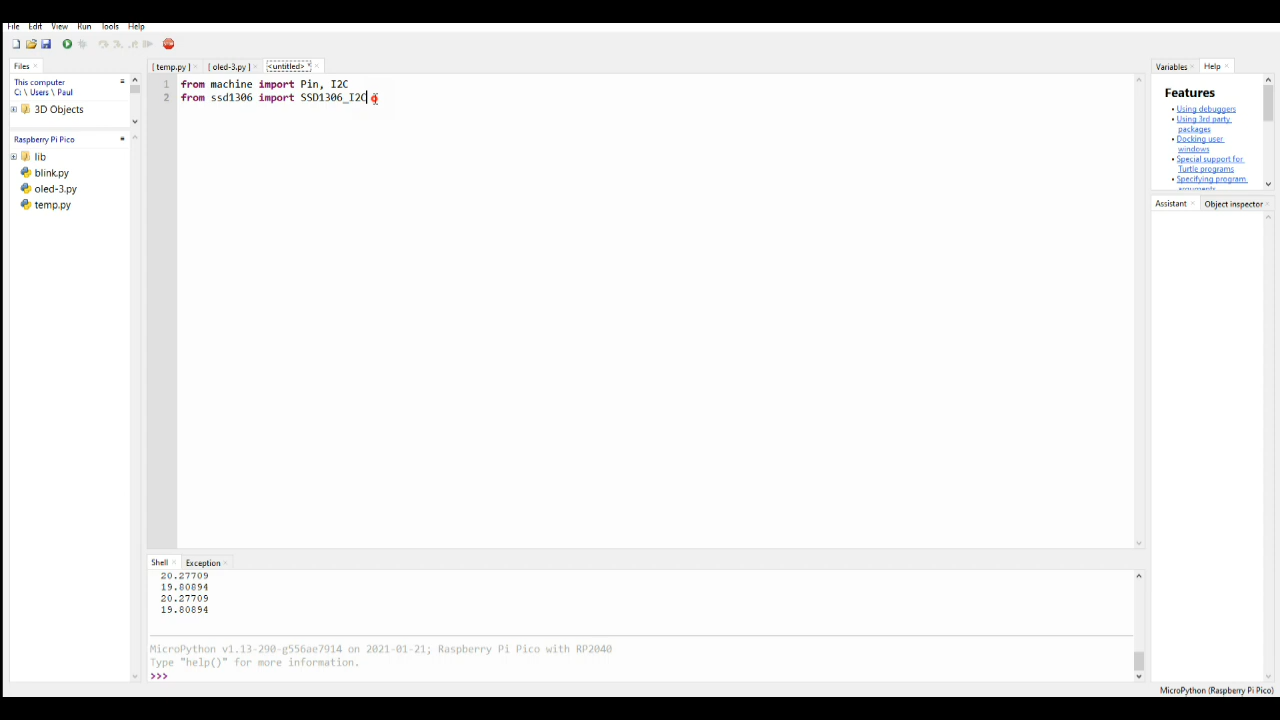 File Edit View Run Tools Help
Files
This computer
C: \ Users \ Paul
3D Objects
Raspberry Pi Pico
lib
blink.py
oled-3.py
temp.py
[ temp.py ] [ oled-3.py ] <untitled> *
1 from machine import Pin, I2C
2 from ssd1306 import SSD1306_I2C
Shell Exception
20.27709
19.80894
20.27709
19.80894
MicroPython v1.13-290-g556ae7914 on 2021-01-21; Raspberry Pi Pico with RP2040
Type "help()" for more information.
>>>
Variables Help
Features
Using debuggers
Using 3rd party
packages
Docking user
windows
Special support for
Turtle programs
Specifying program
arguments
Assistant Object inspector
MicroPython (Raspberry Pi Pico)